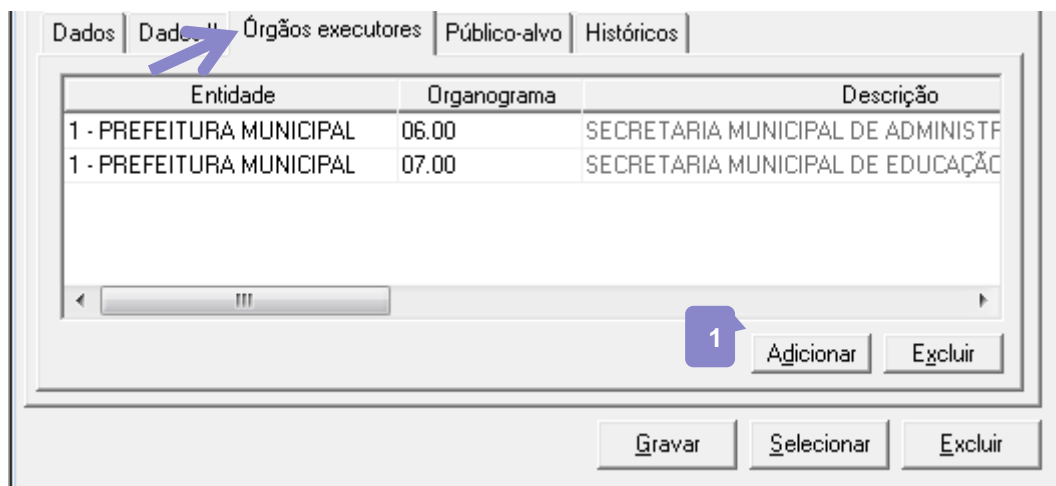 Dados Dados II Órgãos executores Público-alvo Históricos
Entidade Organograma Descrição
1 - PREFEITURA MUNICIPAL 06.00 SECRETARIA MUNICIPAL DE ADMINISTR
1 - PREFEITURA MUNICIPAL 07.00 SECRETARIA MUNICIPAL DE EDUCAÇÃO
1
Adicionar Excluir
Gravar Selecionar Excluir